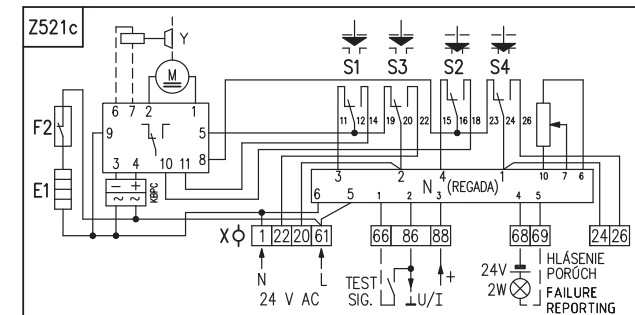 Z521c
Y
M
6 7 2 1
S1 S3 S2 S4
F2
9 5
8
3 4 10 11
11 12 14 19 20 22 15 16 18 23 24 26
E1
– +
~ ~
KBPC
3 2 4 1 10 7 6
N (REGADA)
6 5 1 2 3 4 5
X 1 22 20 61 66 86 88 68 69 24 26
N L
24 V AC
TEST
SIG.
U/I
+
24V
2W
HLÁSENIE
PORÚCH
FAILURE
REPORTING